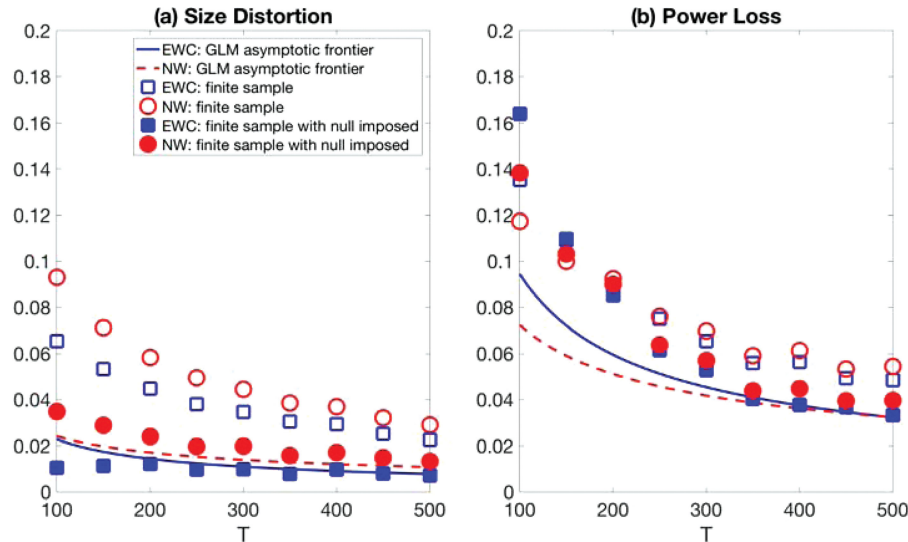 (a) Size Distortion
0.2
0.18
0.16
0.14
0.12
0.1
0.08
0.06
0.04
0.02
0
EWC: GLM asymptotic frontier
NW: GLM asymptotic frontier
EWC: finite sample
NW: finite sample
EWC: finite sample with null imposed
NW: finite sample with null imposed
100 200 300 400 500
T
(b) Power Loss
0.2
0.18
0.16
0.14
0.12
0.1
0.08
0.06
0.04
0.02
0
100 200 300 400 500
T